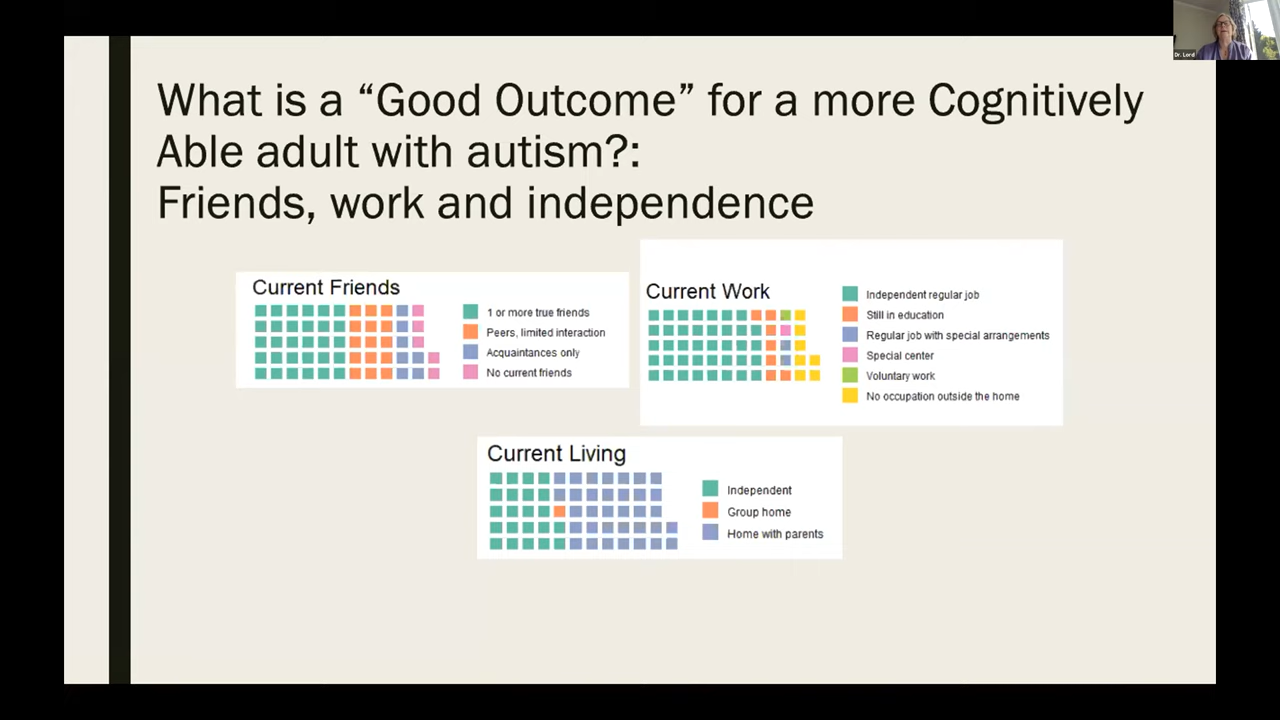 What is a “Good Outcome” for a more Cognitively
Able adult with autism?:
Friends, work and independence
Current Friends
1 or more true friends
Peers, limited interaction
Acquaintances only
No current friends
Current Work
Independent regular job
Still in education
Regular job with special arrangements
Special center
Voluntary work
No occupation outside the home
Current Living
Independent
Group home
Home with parents
Dr. Lord